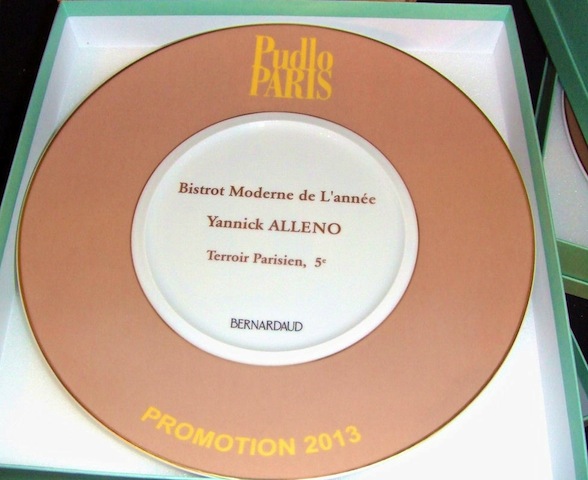 Pudlo
PARIS
Bistrot Moderne de L'année
Yannick ALLENO
Terroir Parisien, 5e
BERNARDAUD
PROMOTION 2013